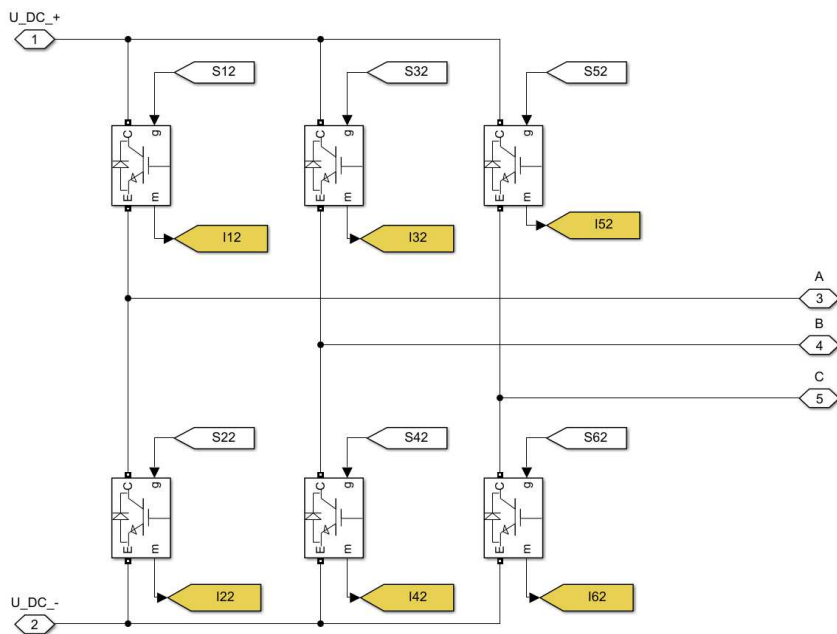 U_DC_+
1
S12
S32
S52
C
g
E
m
C
g
E
m
C
g
E
m
I12
I32
I52
A
3
B
4
C
5
S22
S42
S62
C
g
E
m
C
g
E
m
C
g
E
m
I22
I42
I62
U_DC_-
2